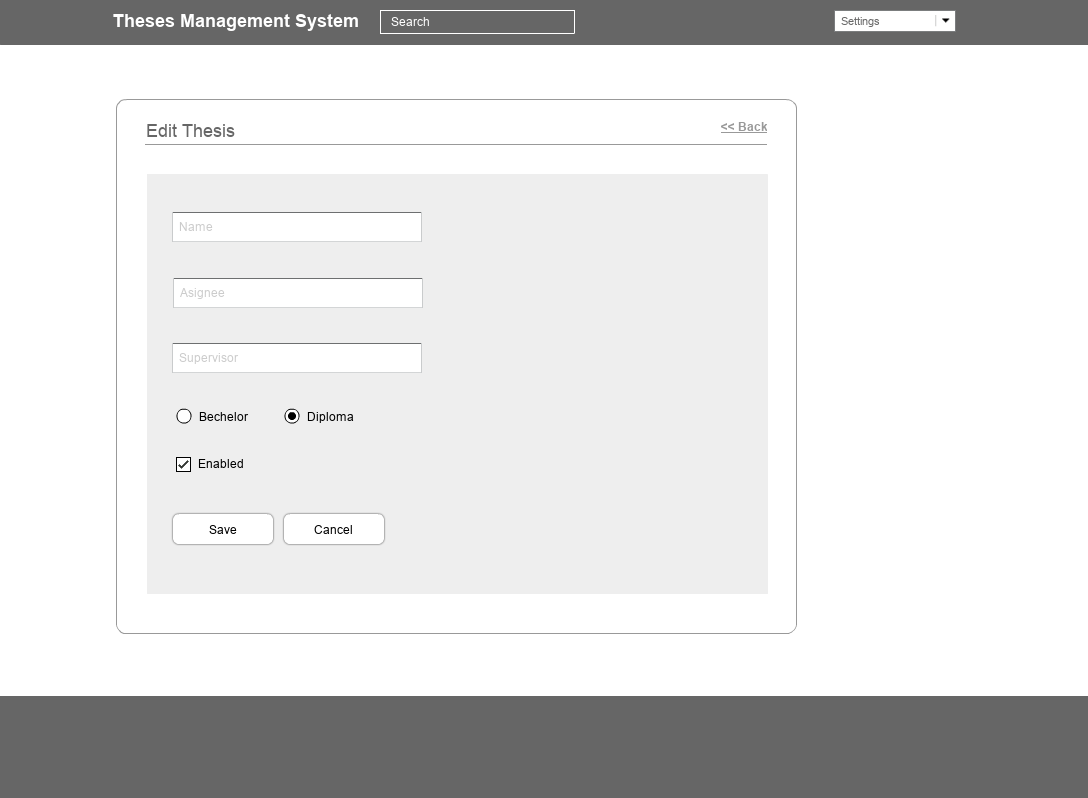 Theses Management System
Search
Settings
Edit Thesis
<< Back
Name
Asignee
Supervisor
Bechelor
Diploma
Enabled
Save
Cancel